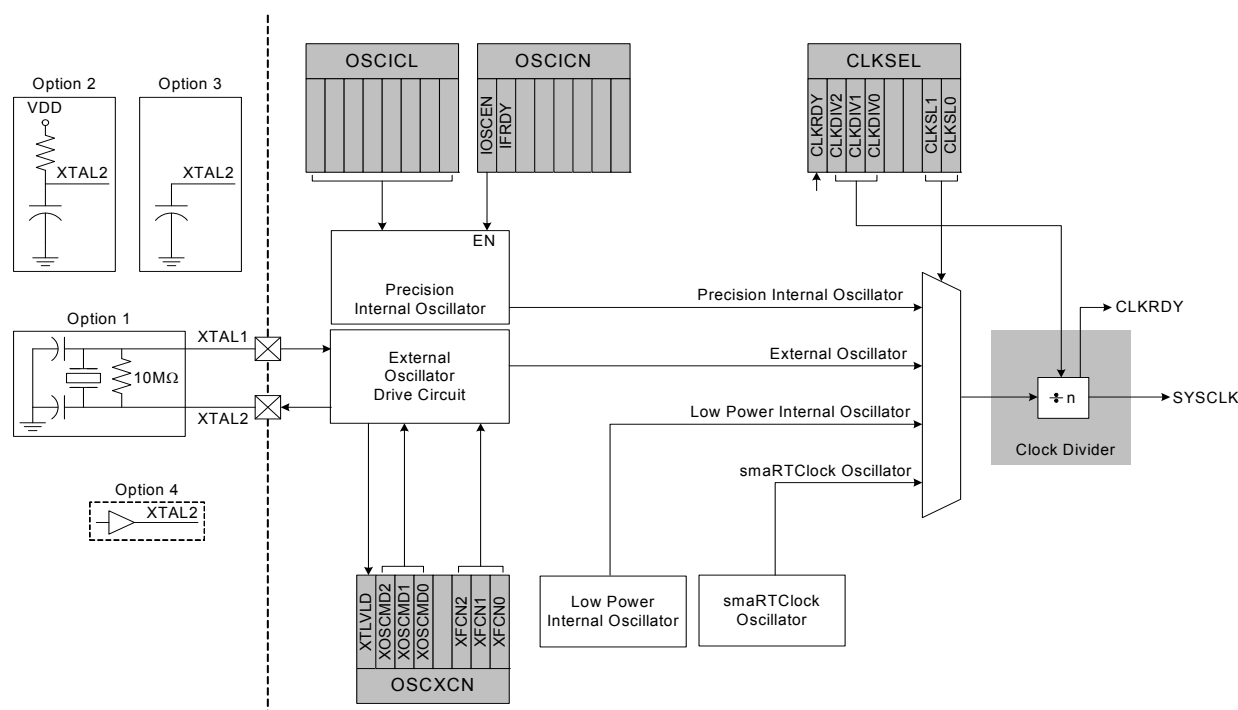 OSCICL
OSCICN
IOSCEN
IFRDY
CLKSEL
CLKRDY
CLKDIV2
CLKDIV1
CLKDIV0
CLKSL1
CLKSL0
Option 2
VDD
XTAL2
Option 3
XTAL2
EN
Precision
Internal Oscillator
Precision Internal Oscillator
CLKRDY
Option 1
XTAL1
10MΩ
XTAL2
External
Oscillator
Drive Circuit
External Oscillator
Low Power Internal Oscillator
smaRTClock Oscillator
÷ n
SYSCLK
Clock Divider
Option 4
XTAL2
XTLVLD
XOSCMD2
XOSCMD1
XOSCMD0
XFCN2
XFCN1
XFCN0
OSCXCN
Low Power
Internal Oscillator
smaRTClock
Oscillator